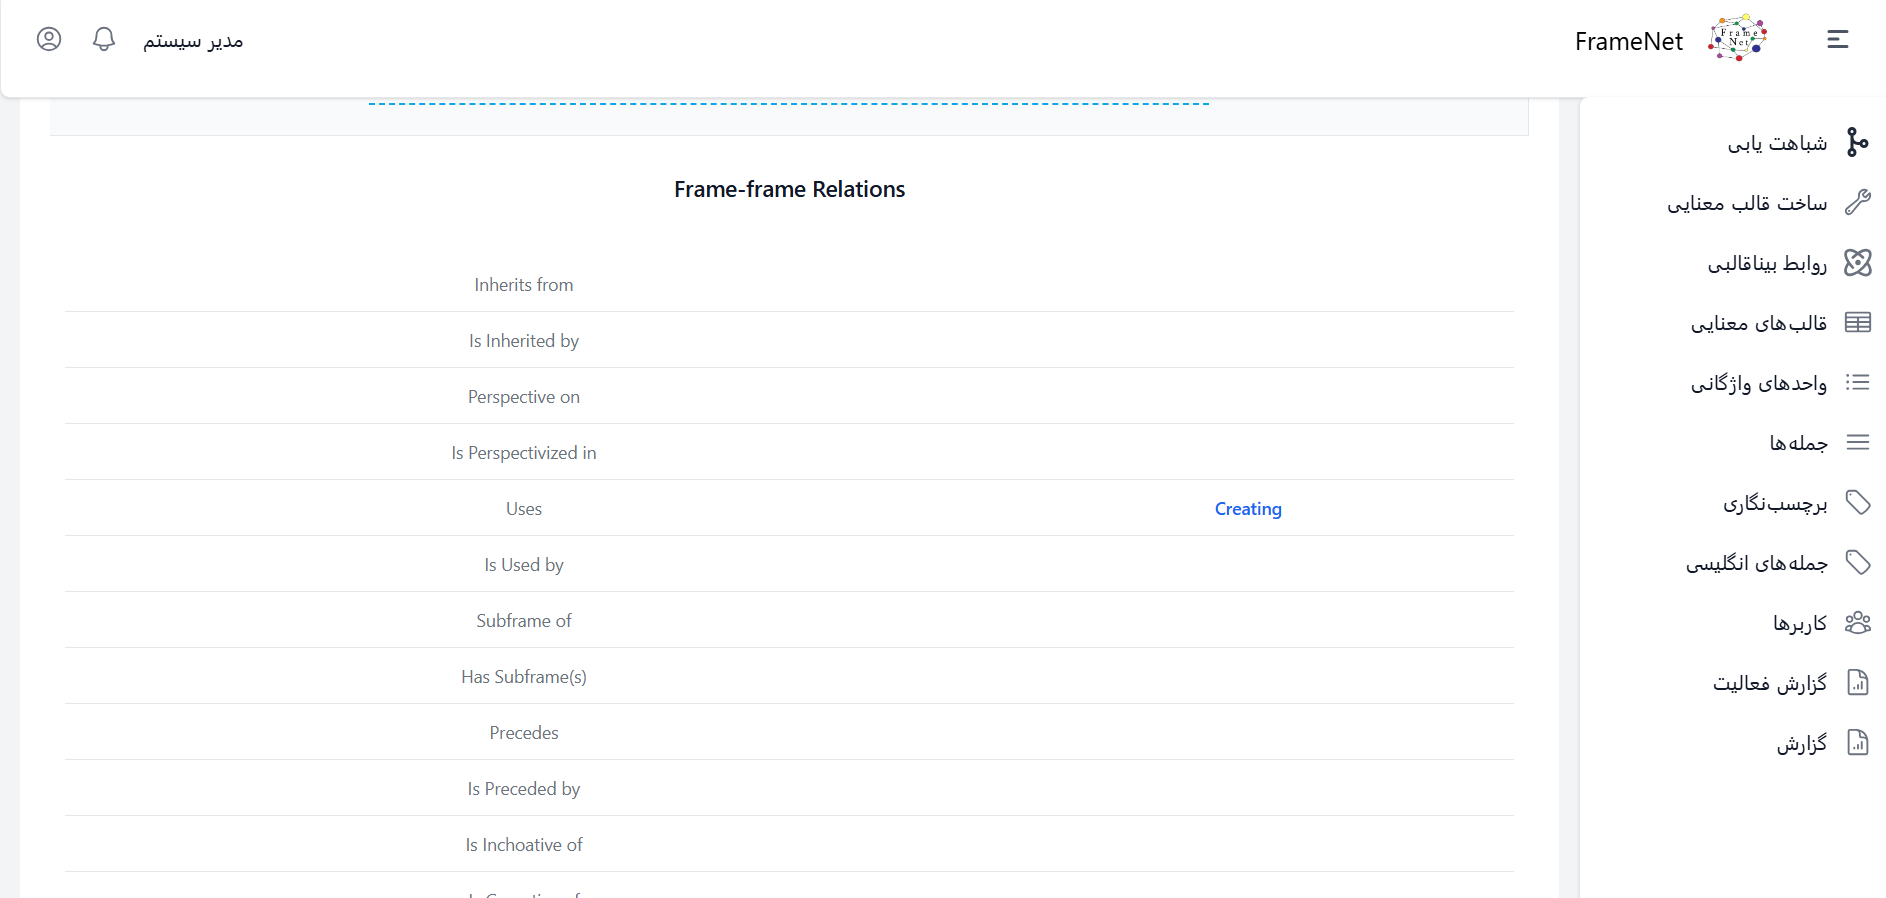 FrameNet
Frame
Net
مدیر سیستم
شباهت یابی
ساخت قالب معنایی
روابط بیناقالبی
قالب‌های معنایی
واحدهای واژگانی
جمله‌ها
برچسب‌نگاری
جمله‌های انگلیسی
کاربرها
گزارش فعالیت
گزارش
Frame-frame Relations
Inherits from
Is Inherited by
Perspective on
Is Perspectivized in
Uses Creating
Is Used by
Subframe of
Has Subframe(s)
Precedes
Is Preceded by
Is Inchoative of